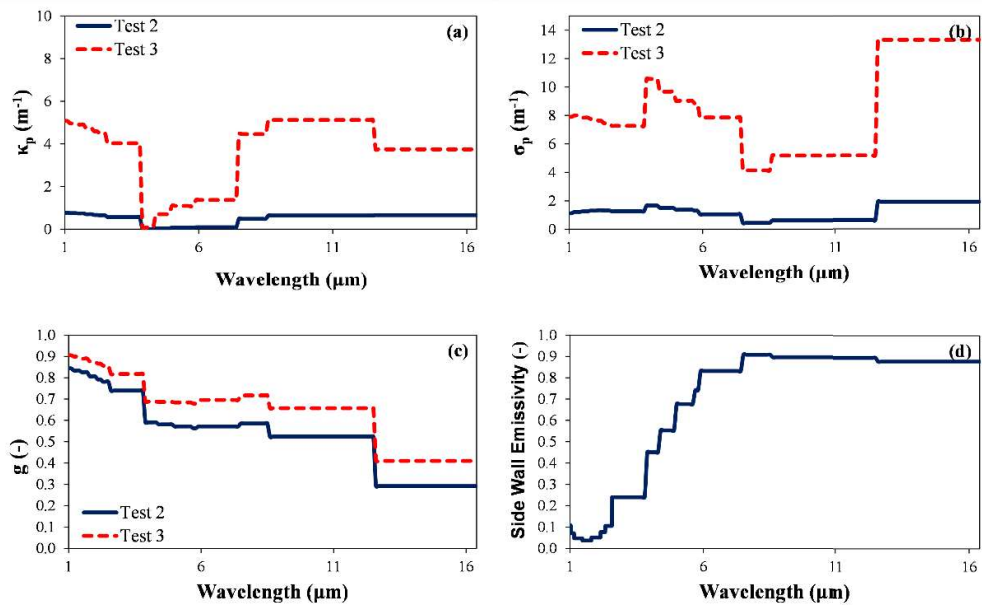 10
8
6
4
2
0
κp (m-1)
Test 2
Test 3
(a)
1
6
11
16
Wavelength (μm)
14
12
10
8
6
4
2
0
σp (m-1)
Test 2
Test 3
(b)
1
6
11
16
Wavelength (μm)
1.0
0.9
0.8
0.7
0.6
0.5
0.4
0.3
0.2
0.1
0.0
g (-)
(c)
Test 2
Test 3
1
6
11
16
Wavelength (μm)
1.0
0.9
0.8
0.7
0.6
0.5
0.4
0.3
0.2
0.1
0.0
Side Wall Emissivity (-)
(d)
1
6
11
16
Wavelength (μm)